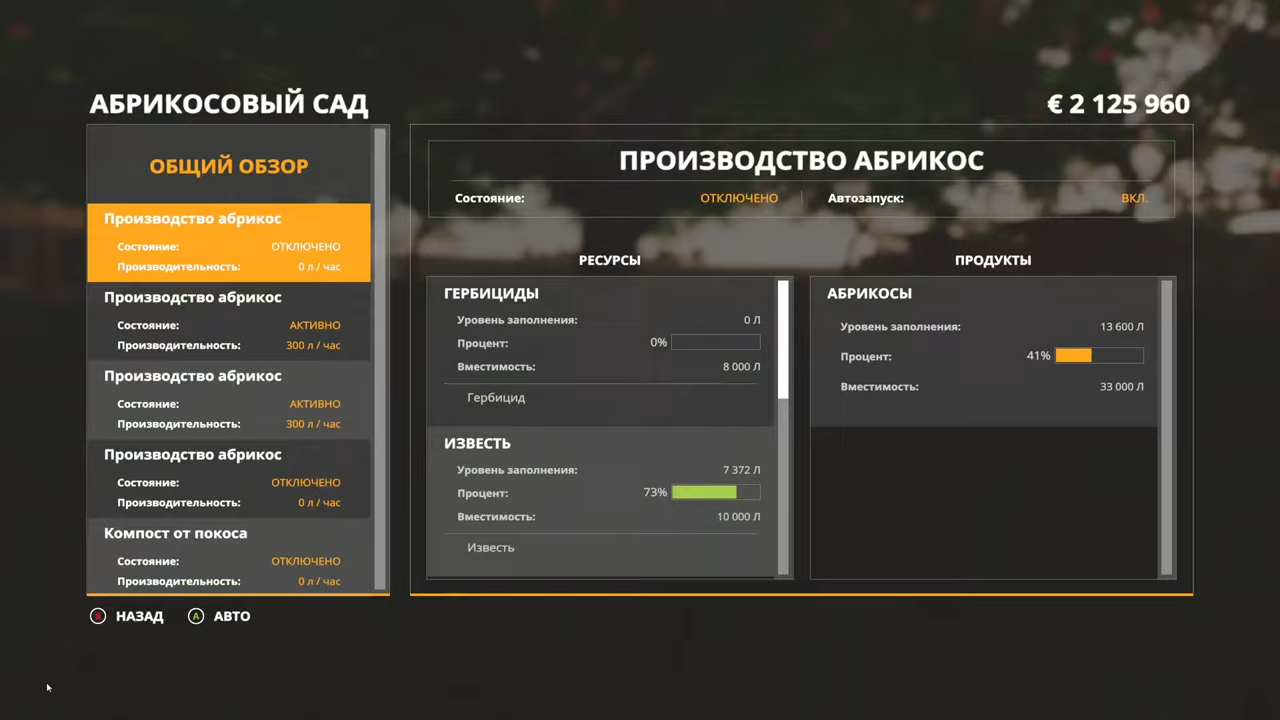 АБРИКОСОВЫЙ САД
€ 2 125 960
ОБЩИЙ ОБЗОР
Производство абрикос
Состояние: ОТКЛЮЧЕНО
Производительность: 0 л / час
Производство абрикос
Состояние: АКТИВНО
Производительность: 300 л / час
Производство абрикос
Состояние: АКТИВНО
Производительность: 300 л / час
Производство абрикос
Состояние: ОТКЛЮЧЕНО
Производительность: 0 л / час
Компост от покоса
Состояние: ОТКЛЮЧЕНО
Производительность: 0 л / час
ПРОИЗВОДСТВО АБРИКОС
Состояние: ОТКЛЮЧЕНО Автозапуск: ВКЛ.
РЕСУРСЫ
ГЕРБИЦИДЫ
Уровень заполнения: 0 Л
Процент: 0%
Вместимость: 8 000 Л
Гербицид
ИЗВЕСТЬ
Уровень заполнения: 7 372 Л
Процент: 73%
Вместимость: 10 000 Л
Известь
ПРОДУКТЫ
АБРИКОСЫ
Уровень заполнения: 13 600 Л
Процент: 41%
Вместимость: 33 000 Л
B НАЗАД A АВТО